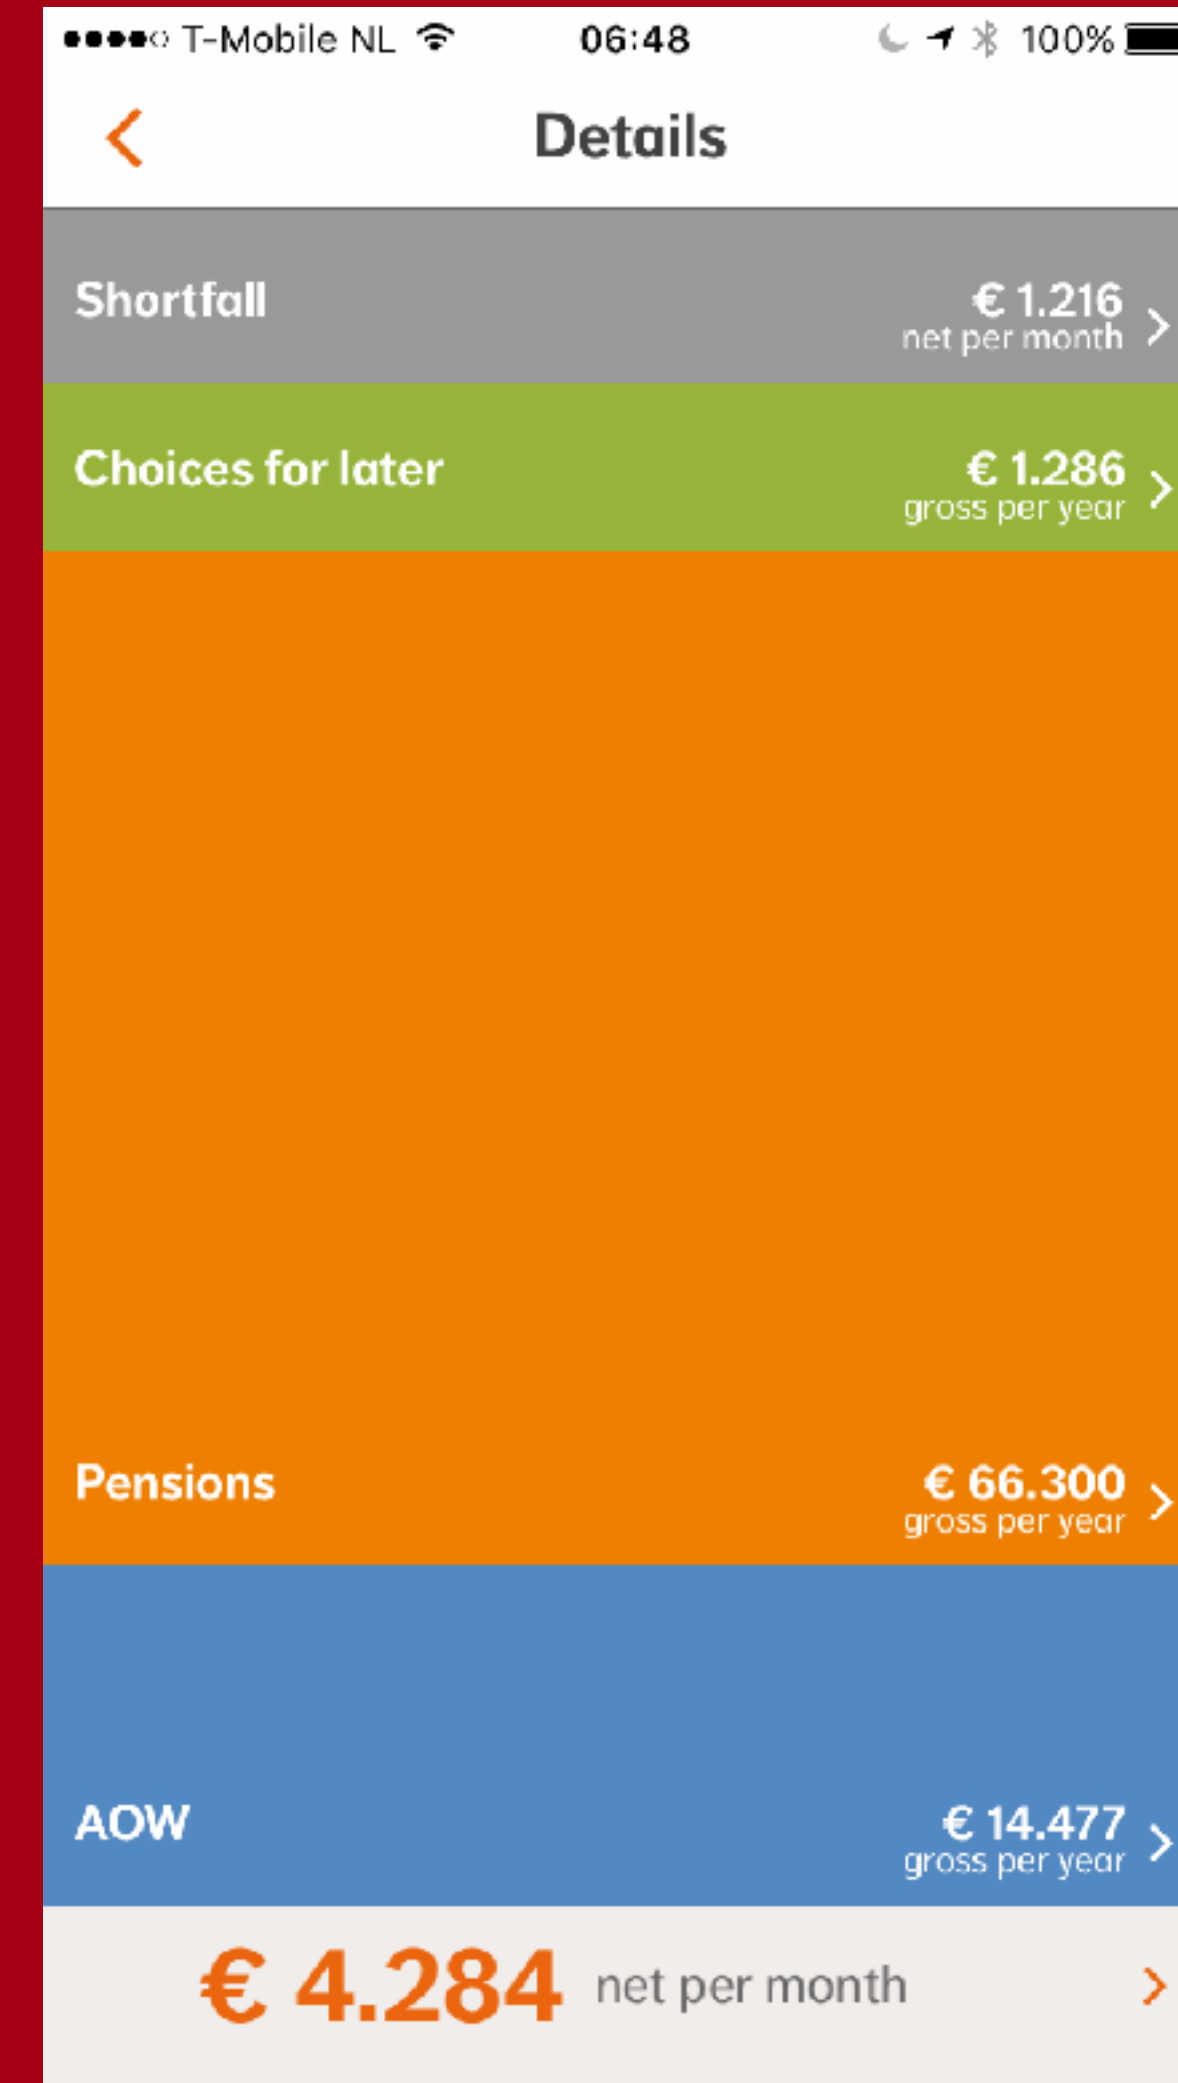 T-Mobile NL 06:48 100%
Details
Shortfall € 1.216
net per month
Choices for later € 1.286
gross per year
Pensions € 66.300
gross per year
AOW € 14.477
gross per year
€ 4.284 net per month